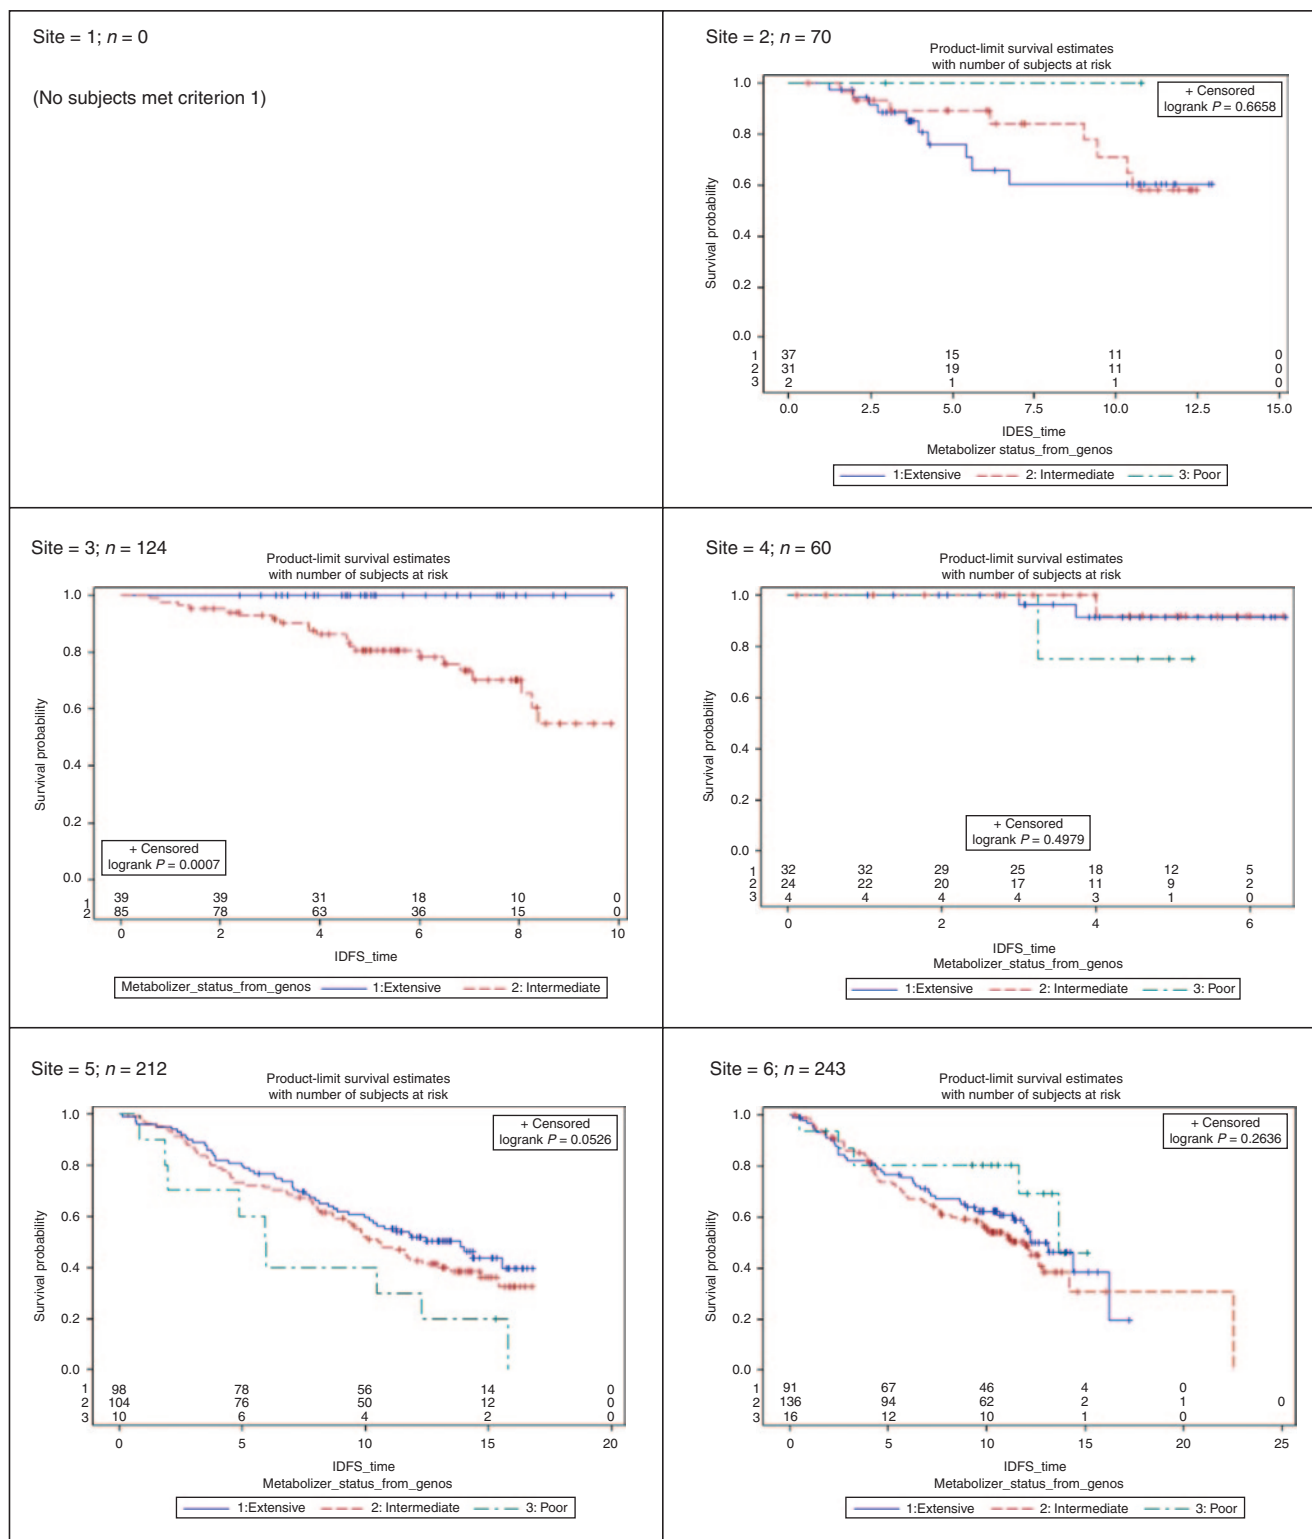 Site = 1; n = 0
(No subjects met criterion 1)
Site = 2; n = 70
Product-limit survival estimates
with number of subjects at risk
+ Censored
logrank P = 0.6658
Survival probability
1.0
0.8
0.6
0.4
0.2
0.0
1 37 15 11 0
2 31 19 11 0
3 2 1 1 0
0.0 2.5 5.0 7.5 10.0 12.5 15.0
IDES_time
Metabolizer status_from_genos
1:Extensive 2: Intermediate 3: Poor
Site = 3; n = 124
Product-limit survival estimates
with number of subjects at risk
Survival probability
1.0
0.8
0.6
0.4
0.2
0.0
+ Censored
logrank P = 0.0007
1 39 39 31 18 10 0
2 85 78 63 36 15 0
0 2 4 6 8 10
IDFS_time
Metabolizer_status_from_genos 1:Extensive 2: Intermediate
Site = 4; n = 60
Product-limit survival estimates
with number of subjects at risk
Survival probability
1.0
0.8
0.6
0.4
0.2
0.0
+ Censored
logrank P = 0.4979
1 32 32 29 25 18 12 5
2 24 22 20 17 11 9 2
3 4 4 4 4 3 1 0
0 2 4 6
IDFS_time
Metabolizer_status_from_genos
1:Extensive 2: Intermediate 3: Poor
Site = 5; n = 212
Product-limit survival estimates
with number of subjects at risk
+ Censored
logrank P = 0.0526
Survival probability
1.0
0.8
0.6
0.4
0.2
0.0
1 98 78 56 14 0
2 104 76 50 12 0
3 10 6 4 2 0
0 5 10 15 20
IDFS_time
Metabolizer_status_from_genos
1:Extensive 2: Intermediate 3: Poor
Site = 6; n = 243
Product-limit survival estimates
with number of subjects at risk
+ Censored
logrank P = 0.2636
Survival probability
1.0
0.8
0.6
0.4
0.2
0.0
1 91 67 46 4 0
2 136 94 62 2 1 0
3 16 12 10 1 0
0 5 10 15 20 25
IDFS_time
Metabolizer_status_from_genos
1:Extensive 2: Intermediate 3: Poor